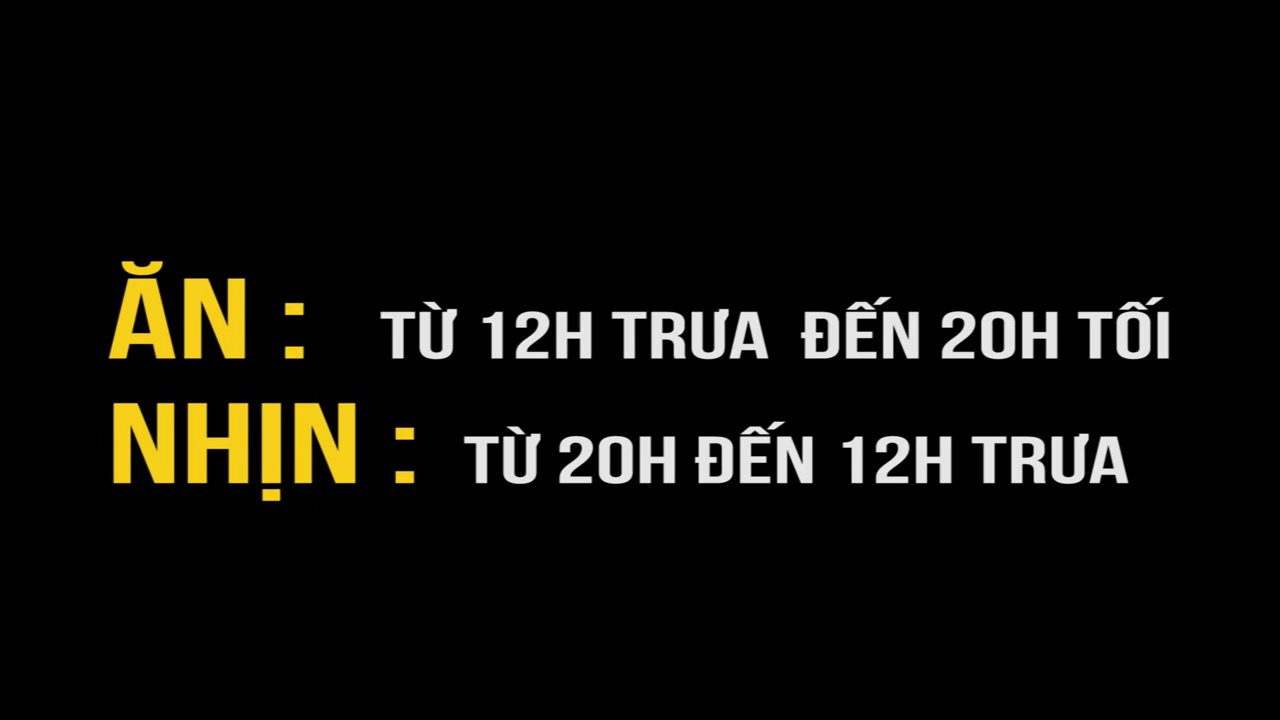 ĂN : TỪ 12H TRƯA ĐẾN 20H TỐI
NHỊN : TỪ 20H ĐẾN 12H TRƯA